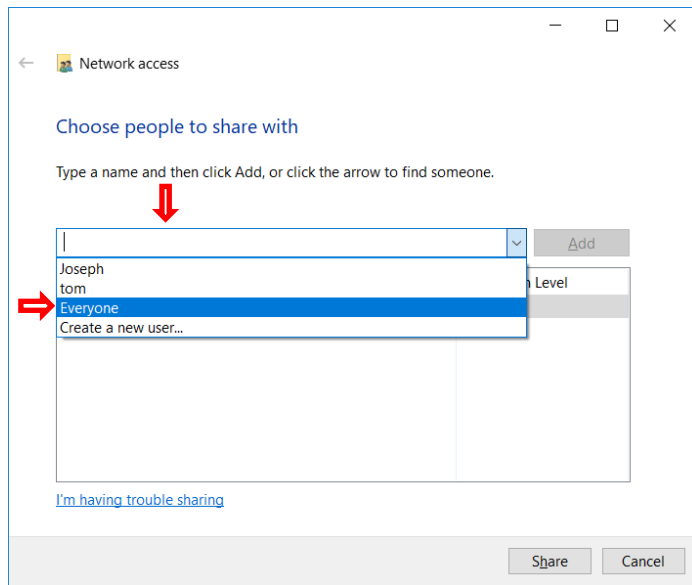 Network access
Choose people to share with
Type a name and then click Add, or click the arrow to find someone.
Add
Joseph
tom
Everyone
Create a new user...
Level
I'm having trouble sharing
Share
Cancel